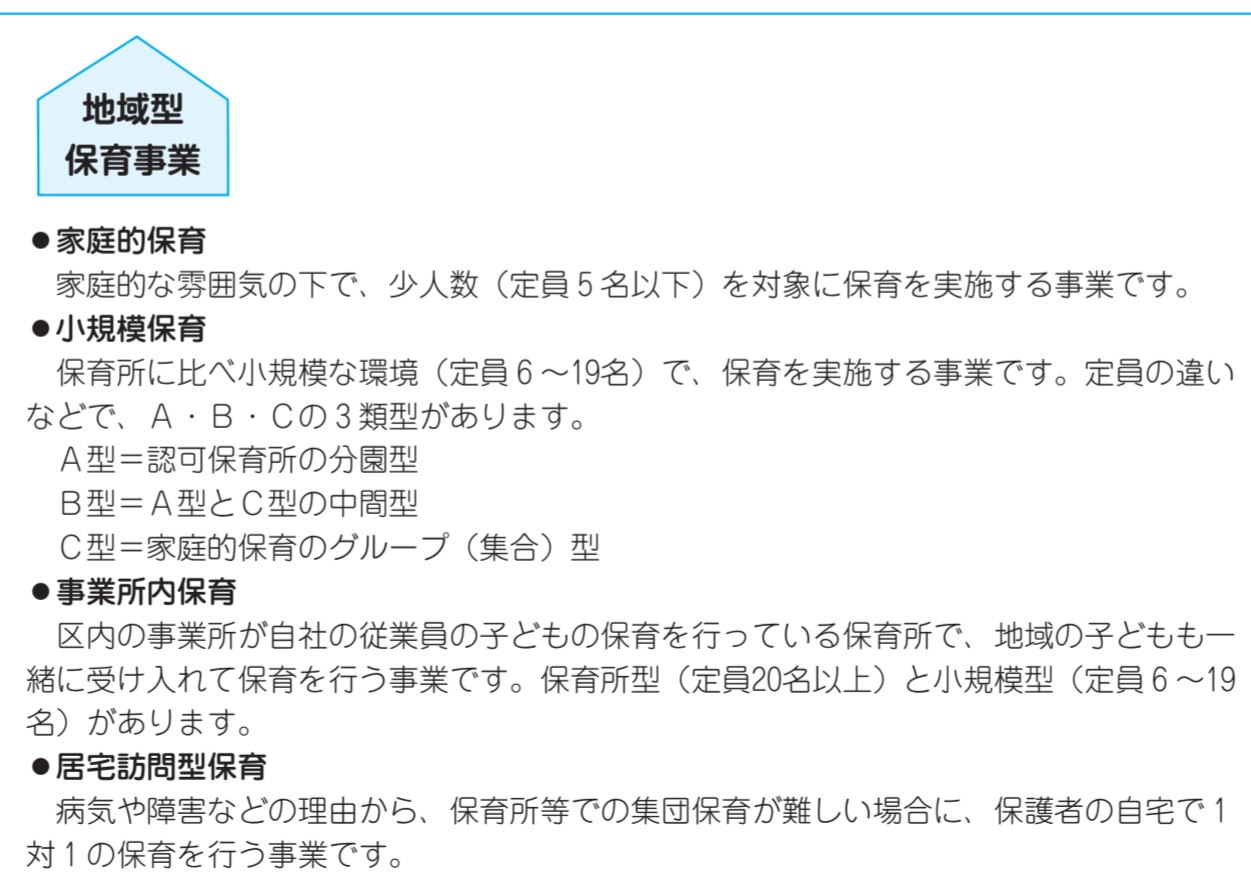 地域型
保育事業
●家庭的保育
家庭的な雰囲気の下で、少人数（定員５名以下）を対象に保育を実施する事業です。
●小規模保育
保育所に比べ小規模な環境（定員６～19名）で、保育を実施する事業です。定員の違い
などで、Ａ・Ｂ・Ｃの３類型があります。
Ａ型＝認可保育所の分園型
Ｂ型＝Ａ型とＣ型の中間型
Ｃ型＝家庭的保育のグループ（集合）型
●事業所内保育
区内の事業所が自社の従業員の子どもの保育を行っている保育所で、地域の子どもも一
緒に受け入れて保育を行う事業です。保育所型（定員20名以上）と小規模型（定員６～19
名）があります。
●居宅訪問型保育
病気や障害などの理由から、保育所等での集団保育が難しい場合に、保護者の自宅で１
対１の保育を行う事業です。